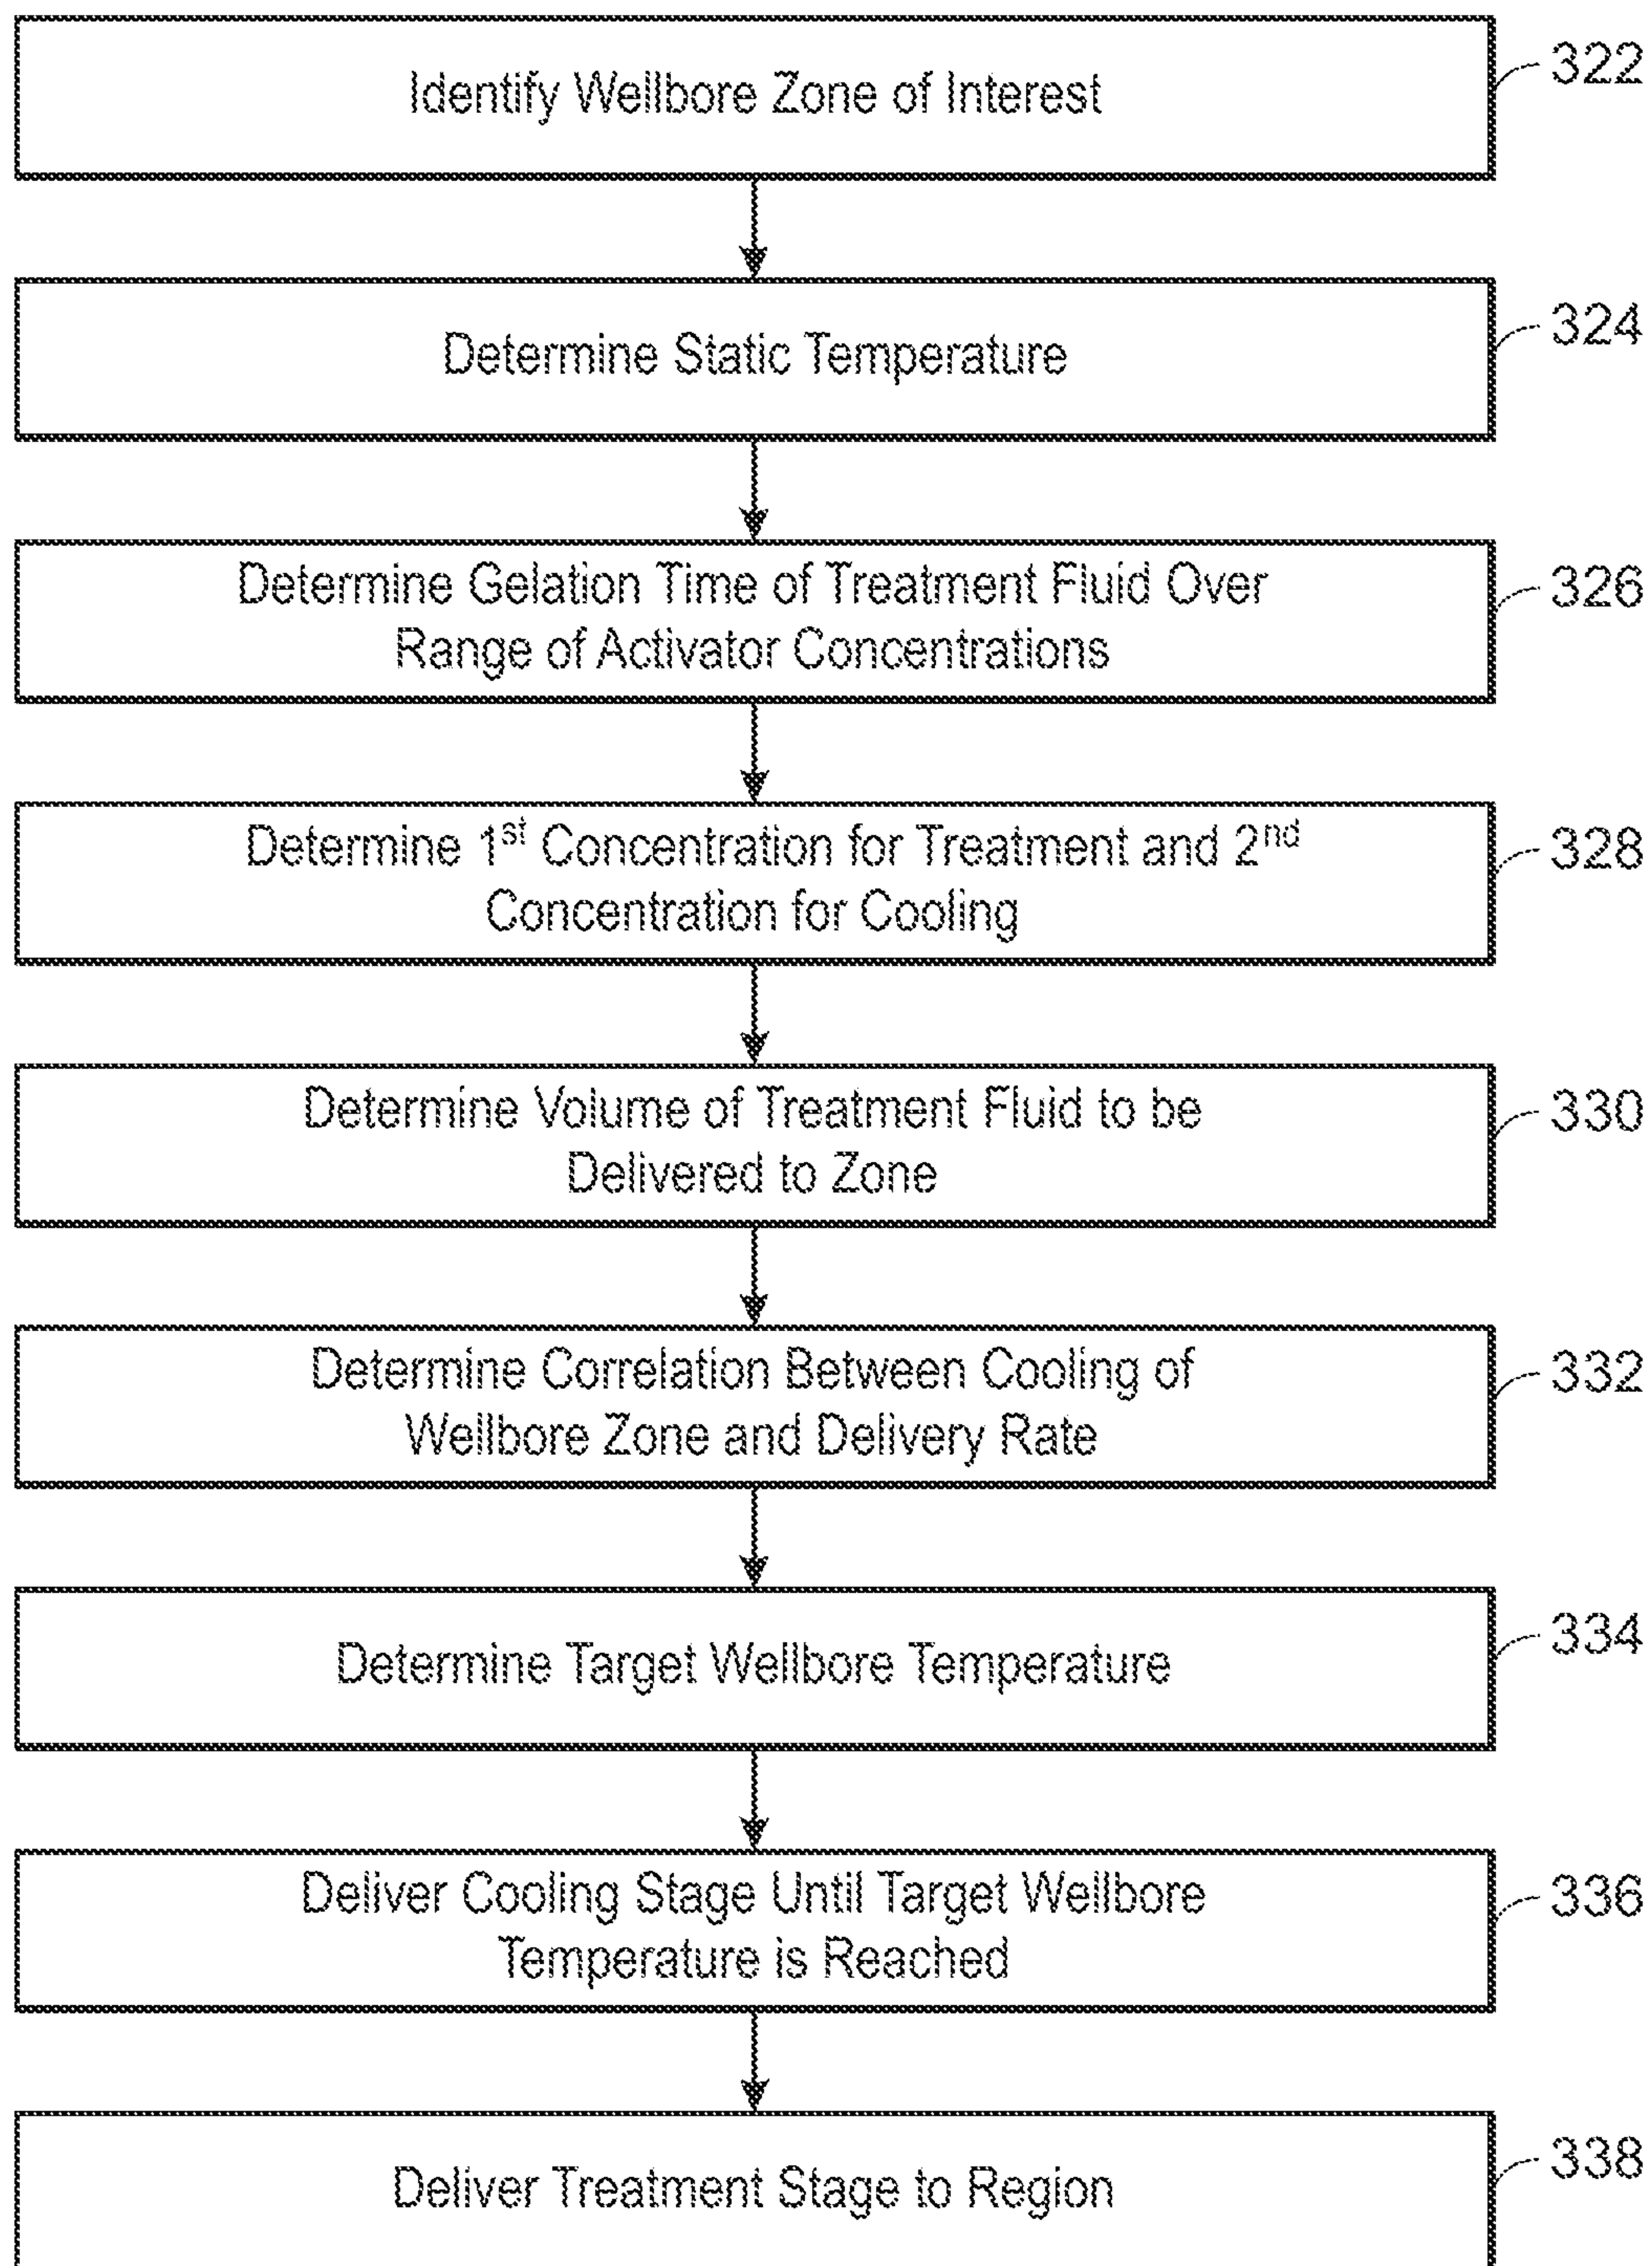 Identify Wellbore Zone of Interest
322
Determine Static Temperature
324
Determine Gelation Time of Treatment Fluid Over
Range of Activator Concentrations
326
Determine 1st Concentration for Treatment and 2nd
Concentration for Cooling
328
Determine Volume of Treatment Fluid to be
Delivered to Zone
330
Determine Correlation Between Cooling of
Wellbore Zone and Delivery Rate
332
Determine Target Wellbore Temperature
334
Deliver Cooling Stage Until Target Wellbore
Temperature is Reached
336
Deliver Treatment Stage to Region
338